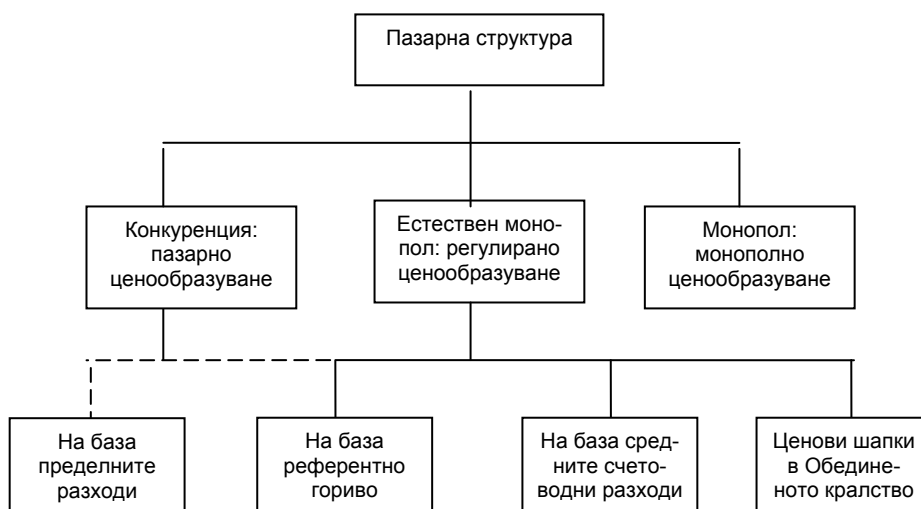 Пазарна структура
Конкуренция:
пазарно
ценообразуване
Естествен моно-
пол: регулирано
ценообразуване
Монопол:
монополно
ценообразуване
На база
пределните
разходи
На база
референтно
гориво
На база сред-
ните счето-
водни разходи
Ценови шапки
в Обедине-
ното кралство